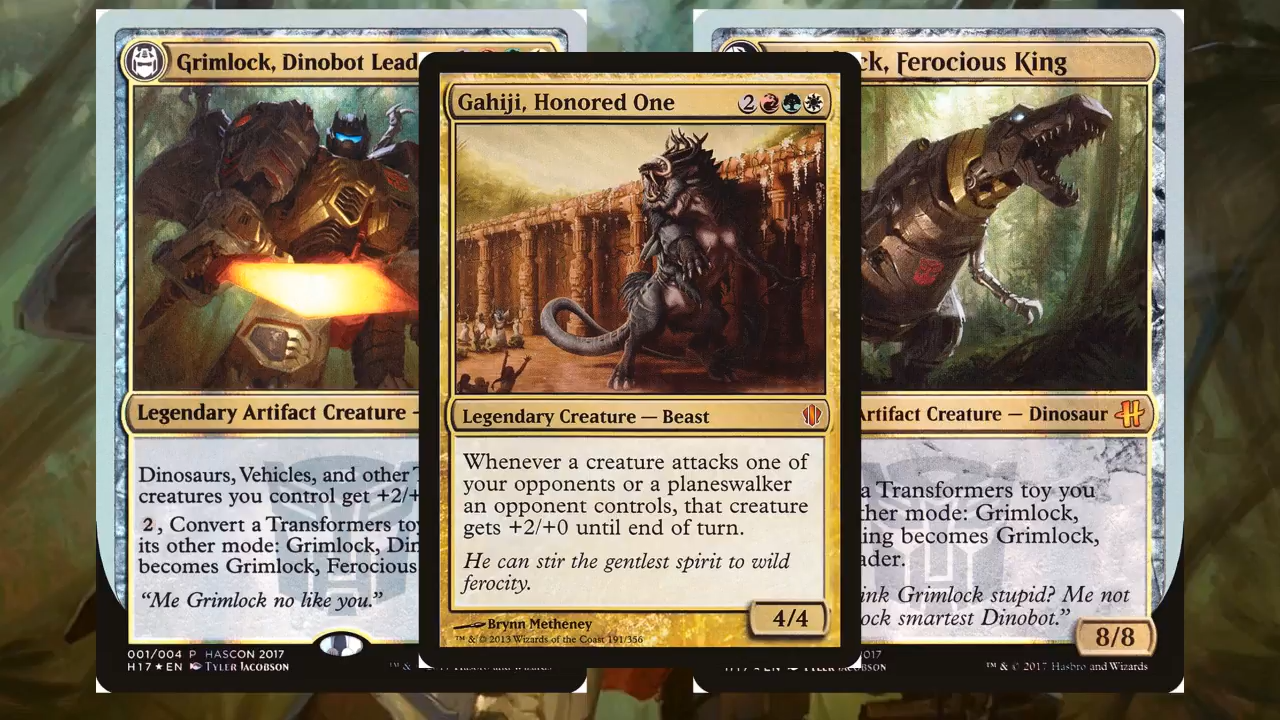 Grimlock, Dinobot Lead
Legendary Artifact Creature –
Dinosaurs, Vehicles, and other
creatures you control get +2/+
2, Convert a Transformers toy
its other mode: Grimlock, Din
becomes Grimlock, Ferocious
“Me Grimlock no like you.”
001/004 P HASCON 2017
H17 ★ EN Tyler Jacobson
Gahiji, Honored One
2
Legendary Creature — Beast
Whenever a creature attacks one of
your opponents or a planeswalker
an opponent controls, that creature
gets +2/+0 until end of turn.
He can stir the gentlest spirit to wild
ferocity.
4/4
Brynn Metheney
™ & © 2013 Wizards of the Coast 191/356
ck, Ferocious King
Artifact Creature — Dinosaur
a Transformers toy you
ther mode: Grimlock,
ing becomes Grimlock,
ader.
ink Grimlock stupid? Me not
ock smartest Dinobot.”
8/8
™ & © 2017 Hasbro and Wizards